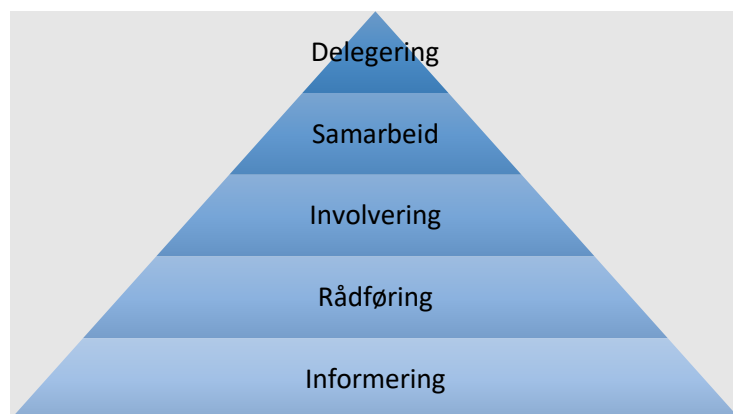 Delegering
Samarbeid
Involvering
Rådføring
Informering